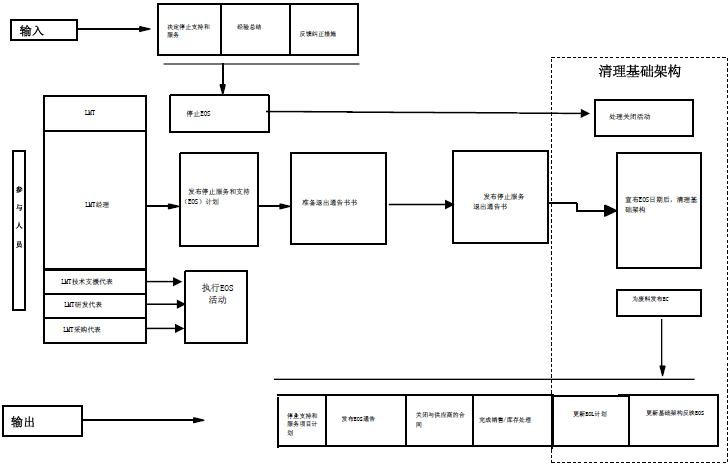 输入
决定停止支持和
服务
经验总结
反馈纠正措施
清理基础架构
LMT
停止EOS
处理关闭活动
参
与
人
员
LMT经理
发布停止服务和支持
(EOS)计划
准备退出通告书书
发布停止服务
退出通告书
宣布EOS日期后，清理基
础架构
LMT技术支援代表
LMT研发代表
LMT采购代表
执行EOS
活动
为废料发布EC
输出
停止支持和
服务项目计
划
发布EOS通告
关闭与供应商的合
同
完成销售/库存处理
更新EOL计划
更新基础架构反映EOS